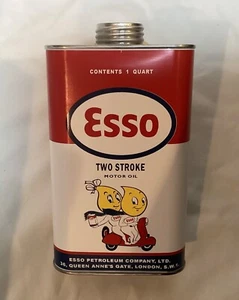 CONTENTS 1 QUART
Esso
TWO STROKE
MOTOR OIL
ESSO PETROLEUM COMPANY, LTD.
36, QUEEN ANNE'S GATE, LONDON, S.W.1